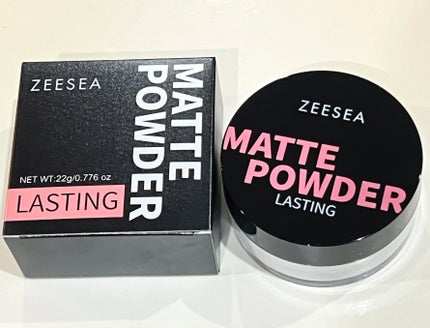 ZEESEA
MATTE
POWDER
NET WT:22g/0.776 oz
LASTING
ZEESEA
MATTE
POWDER
LASTING